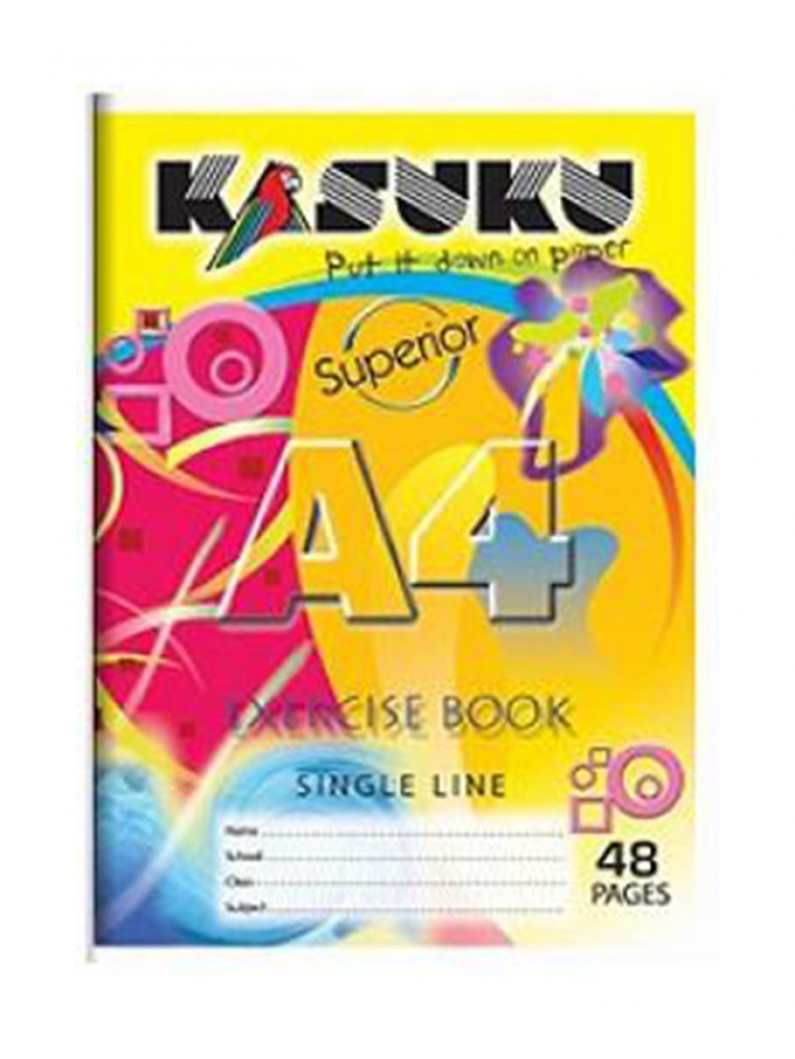 KASUKU
Put it down on paper
Superior
A4
EXERCISE BOOK
SINGLE LINE
Name
School
Class
Subject
48
PAGES